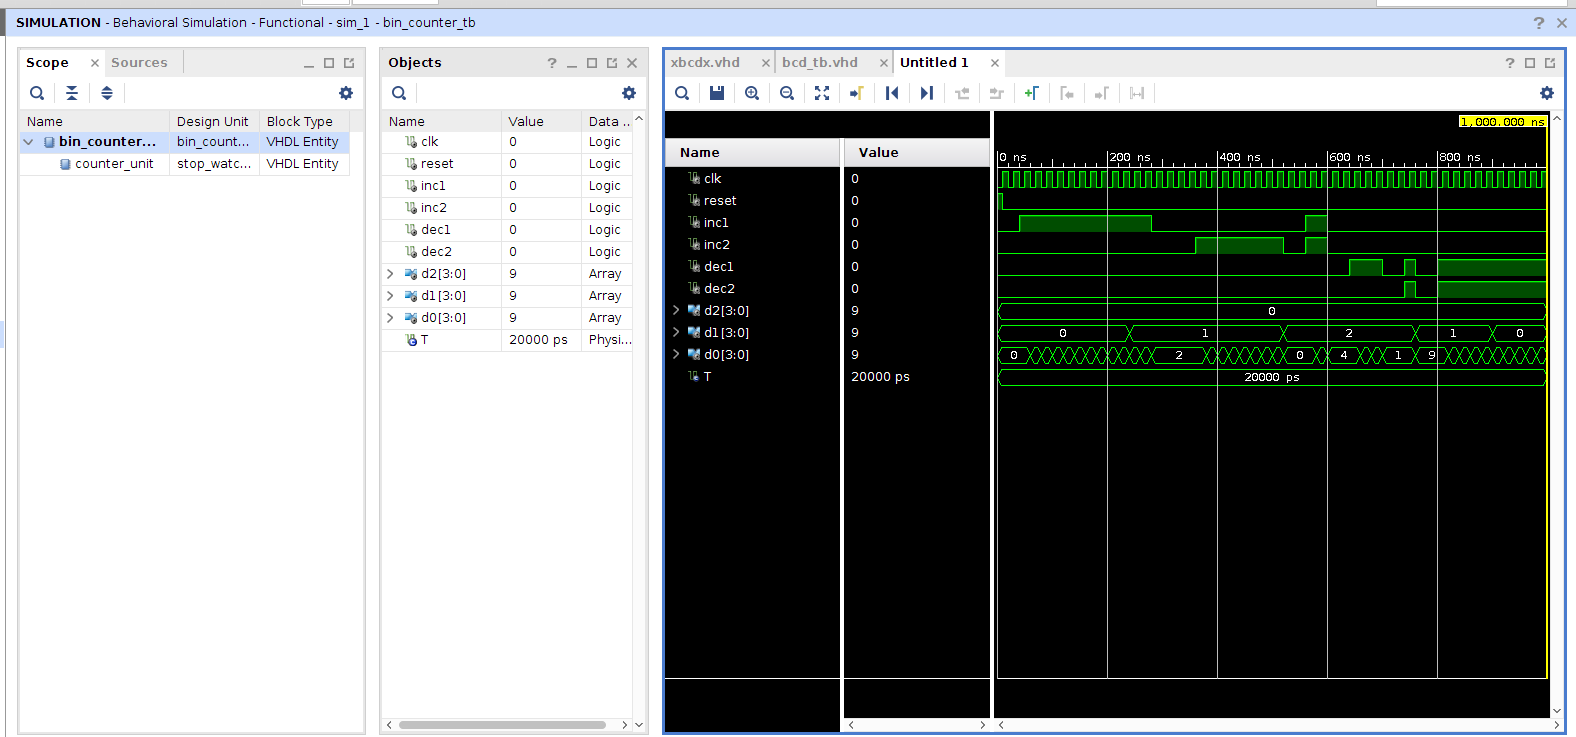 SIMULATION - Behavioral Simulation - Functional - sim_1 - bin_counter_tb
Scope
Sources
Name Design Unit Block Type
bin_counter... bin_count... VHDL Entity
counter_unit stop_watc... VHDL Entity
Objects
Name Value Data ..
clk 0 Logic
reset 0 Logic
inc1 0 Logic
inc2 0 Logic
dec1 0 Logic
dec2 0 Logic
d2[3:0] 9 Array
d1[3:0] 9 Array
d0[3:0] 9 Array
T 20000 ps Physi...
xbcdx.vhd
bcd_tb.vhd
Untitled 1
1,000.000 ns
Name Value
0 ns 200 ns 400 ns 600 ns 800 ns
clk 0
reset 0
inc1 0
inc2 0
dec1 0
dec2 0
d2[3:0] 9 0
d1[3:0] 9 0 1 2 1 0
d0[3:0] 9 0 2 0 4 1 9
T 20000 ps 20000 ps